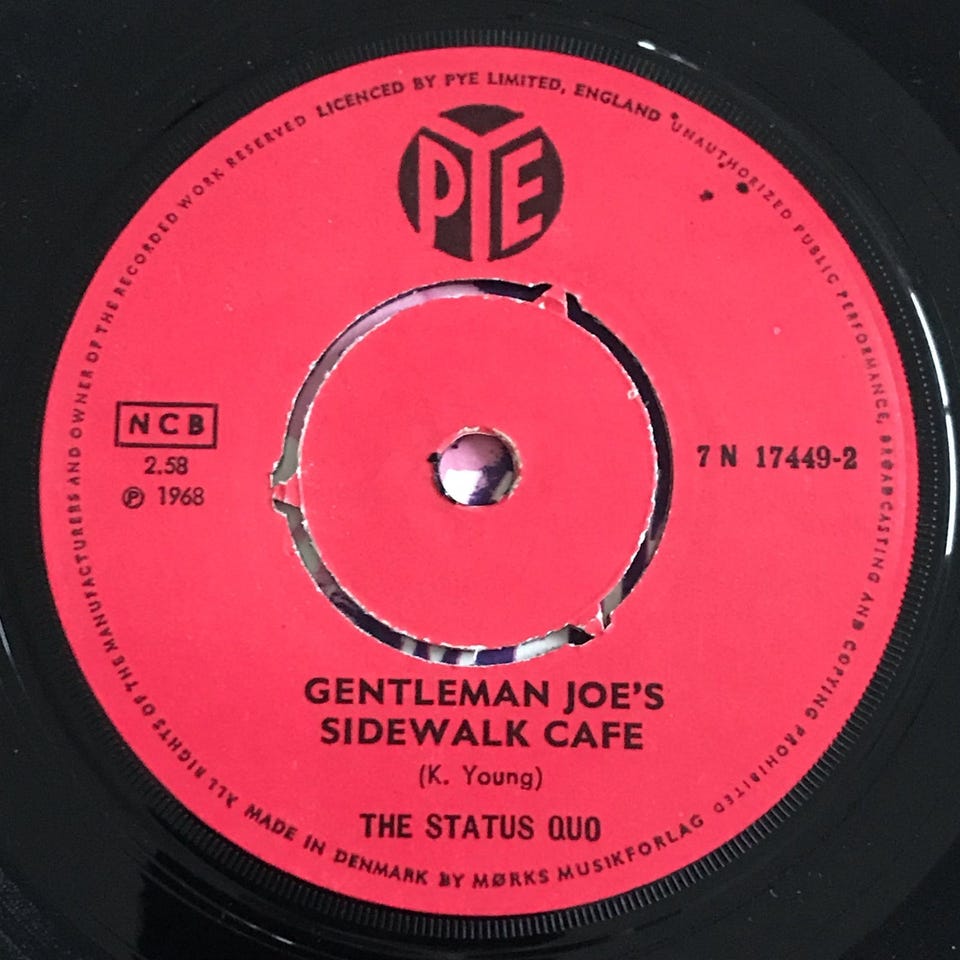 ALL RIGHTS OF THE MANUFACTURERS AND OWNER OF THE RECORDED WORK RESERVED LICENCED BY PYE LIMITED, ENGLAND UNAUTHORIZED PUBLIC PERFORMANCE, BROADCASTING AND COPYING PROHIBITED
PYE
NCB
2.58
℗ 1968
7 N 17449-2
GENTLEMAN JOE'S
SIDEWALK CAFE
(K. Young)
THE STATUS QUO
MADE IN DENMARK BY MØRKS MUSIKFORLAG